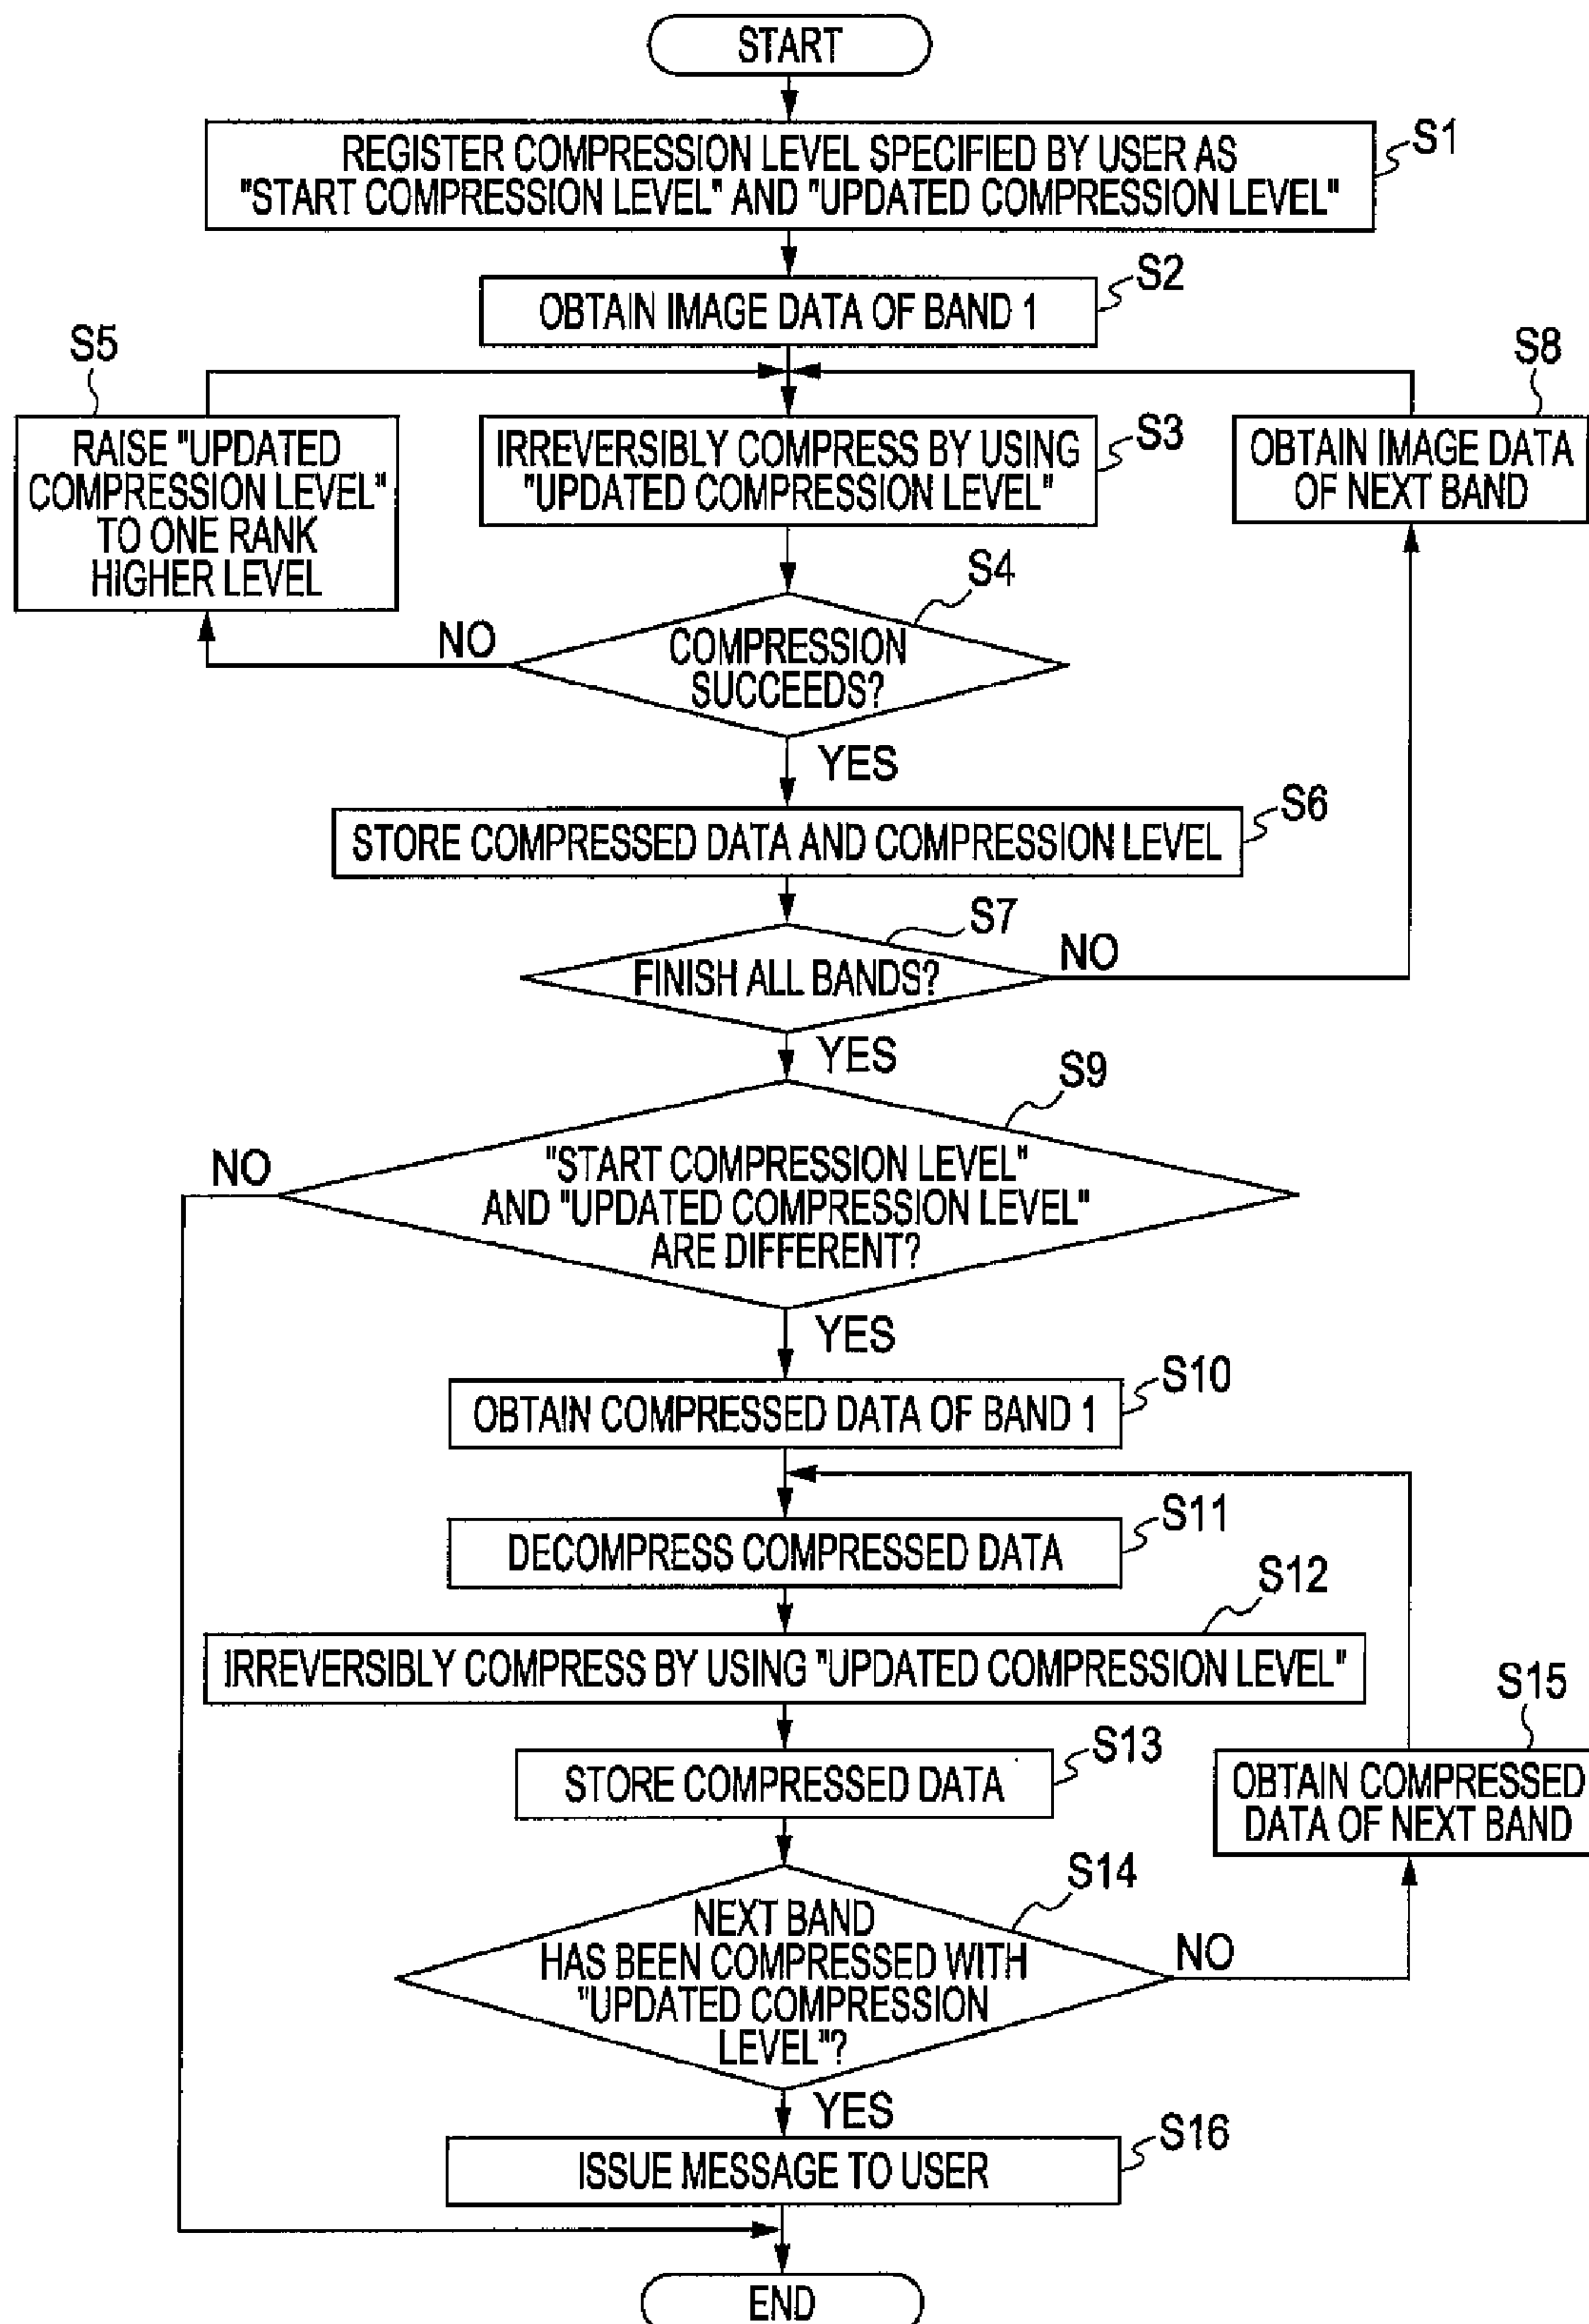 START
REGISTER COMPRESSION LEVEL SPECIFIED BY USER AS
"START COMPRESSION LEVEL" AND "UPDATED COMPRESSION LEVEL"
S1
OBTAIN IMAGE DATA OF BAND 1
S2
S5
RAISE "UPDATED
COMPRESSION LEVEL"
TO ONE RANK
HIGHER LEVEL
IRREVERSIBLY COMPRESS BY USING
"UPDATED COMPRESSION LEVEL"
S3
S8
OBTAIN IMAGE DATA
OF NEXT BAND
S4
COMPRESSION
SUCCEEDS?
NO
YES
STORE COMPRESSED DATA AND COMPRESSION LEVEL
S6
S7
FINISH ALL BANDS?
NO
YES
S9
"START COMPRESSION LEVEL"
AND "UPDATED COMPRESSION LEVEL"
ARE DIFFERENT?
NO
YES
OBTAIN COMPRESSED DATA OF BAND 1
S10
DECOMPRESS COMPRESSED DATA
S11
S12
IRREVERSIBLY COMPRESS BY USING "UPDATED COMPRESSION LEVEL"
STORE COMPRESSED DATA
S13
S15
OBTAIN COMPRESSED
DATA OF NEXT BAND
S14
NEXT BAND
HAS BEEN COMPRESSED WITH
"UPDATED COMPRESSION
LEVEL"?
NO
YES
ISSUE MESSAGE TO USER
S16
END